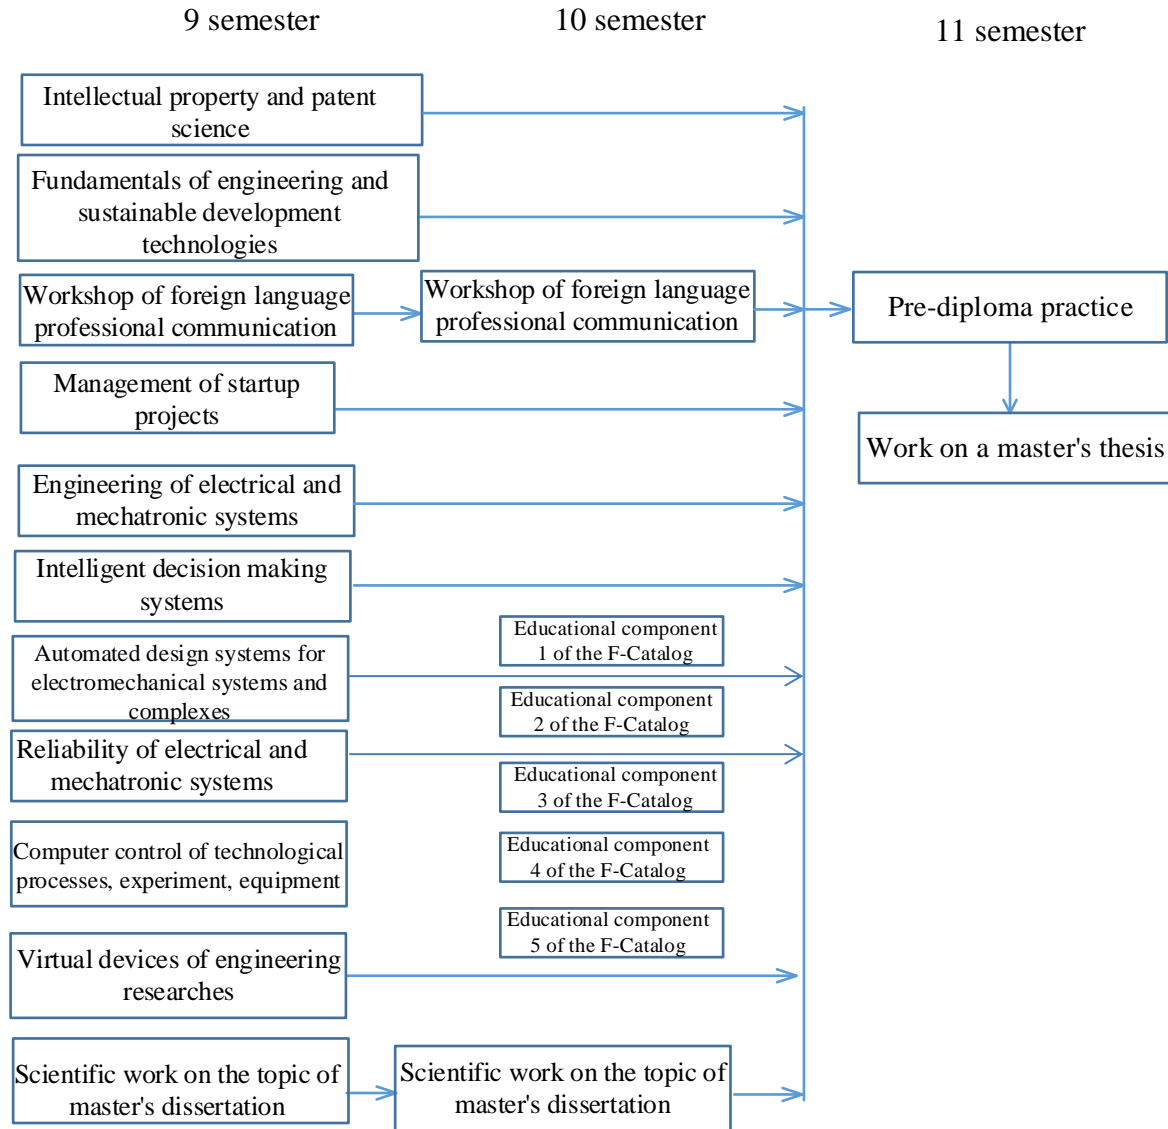 9 semester
10 semester
11 semester
Intellectual property and patent
science
Fundamentals of engineering and
sustainable development
technologies
Workshop of foreign language
professional communication
Workshop of foreign language
professional communication
Pre-diploma practice
Management of startup
projects
Work on a master's thesis
Engineering of electrical and
mechatronic systems
Intelligent decision making
systems
Educational component
1 of the F-Catalog
Automated design systems for
electromechanical systems and
complexes
Educational component
2 of the F-Catalog
Reliability of electrical and
mechatronic systems
Educational component
3 of the F-Catalog
Computer control of technological
processes, experiment, equipment
Educational component
4 of the F-Catalog
Educational component
5 of the F-Catalog
Virtual devices of engineering
researches
Scientific work on the topic of
master's dissertation
Scientific work on the topic of
master's dissertation